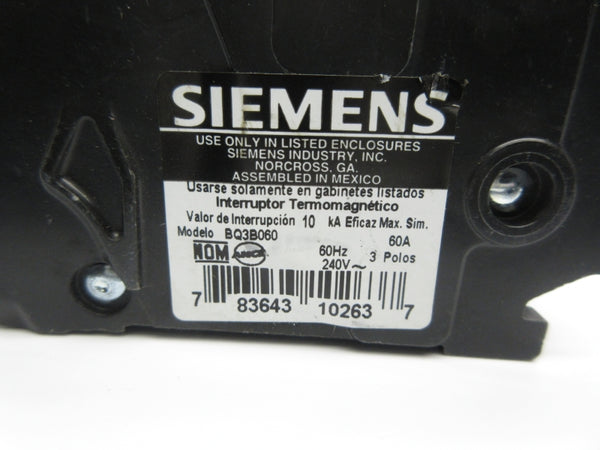 SIEMENS
USE ONLY IN LISTED ENCLOSURES
SIEMENS INDUSTRY, INC.
NORCROSS, GA.
ASSEMBLED IN MEXICO
Usarse solamente en gabinetes listados
Interruptor Termomagnético
Valor de Interrupción 10 kA Eficaz Max. Sim.
Modelo BQ3B060 60A
NOM ANCE 60Hz 3 Polos
240V~
7 83643 10263 7